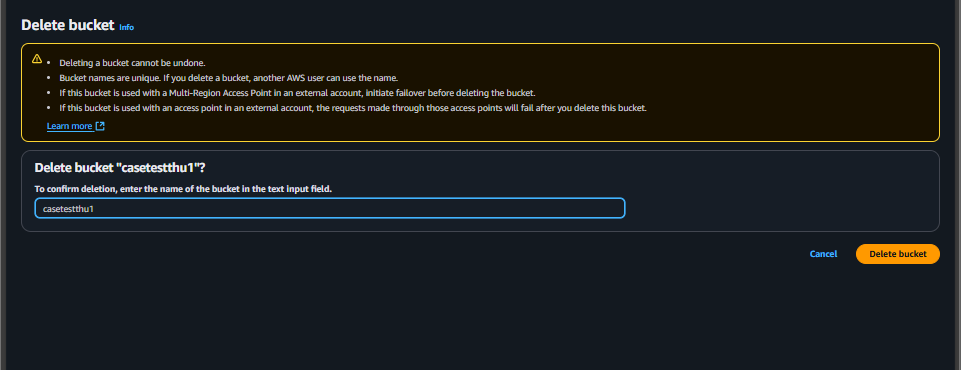 Delete bucket Info
Deleting a bucket cannot be undone.
Bucket names are unique. If you delete a bucket, another AWS user can use the name.
If this bucket is used with a Multi-Region Access Point in an external account, initiate failover before deleting the bucket.
If this bucket is used with an access point in an external account, the requests made through those access points will fail after you delete this bucket.
Learn more
Delete bucket "casetestthu1"?
To confirm deletion, enter the name of the bucket in the text input field.
casetestthu1
Cancel Delete bucket